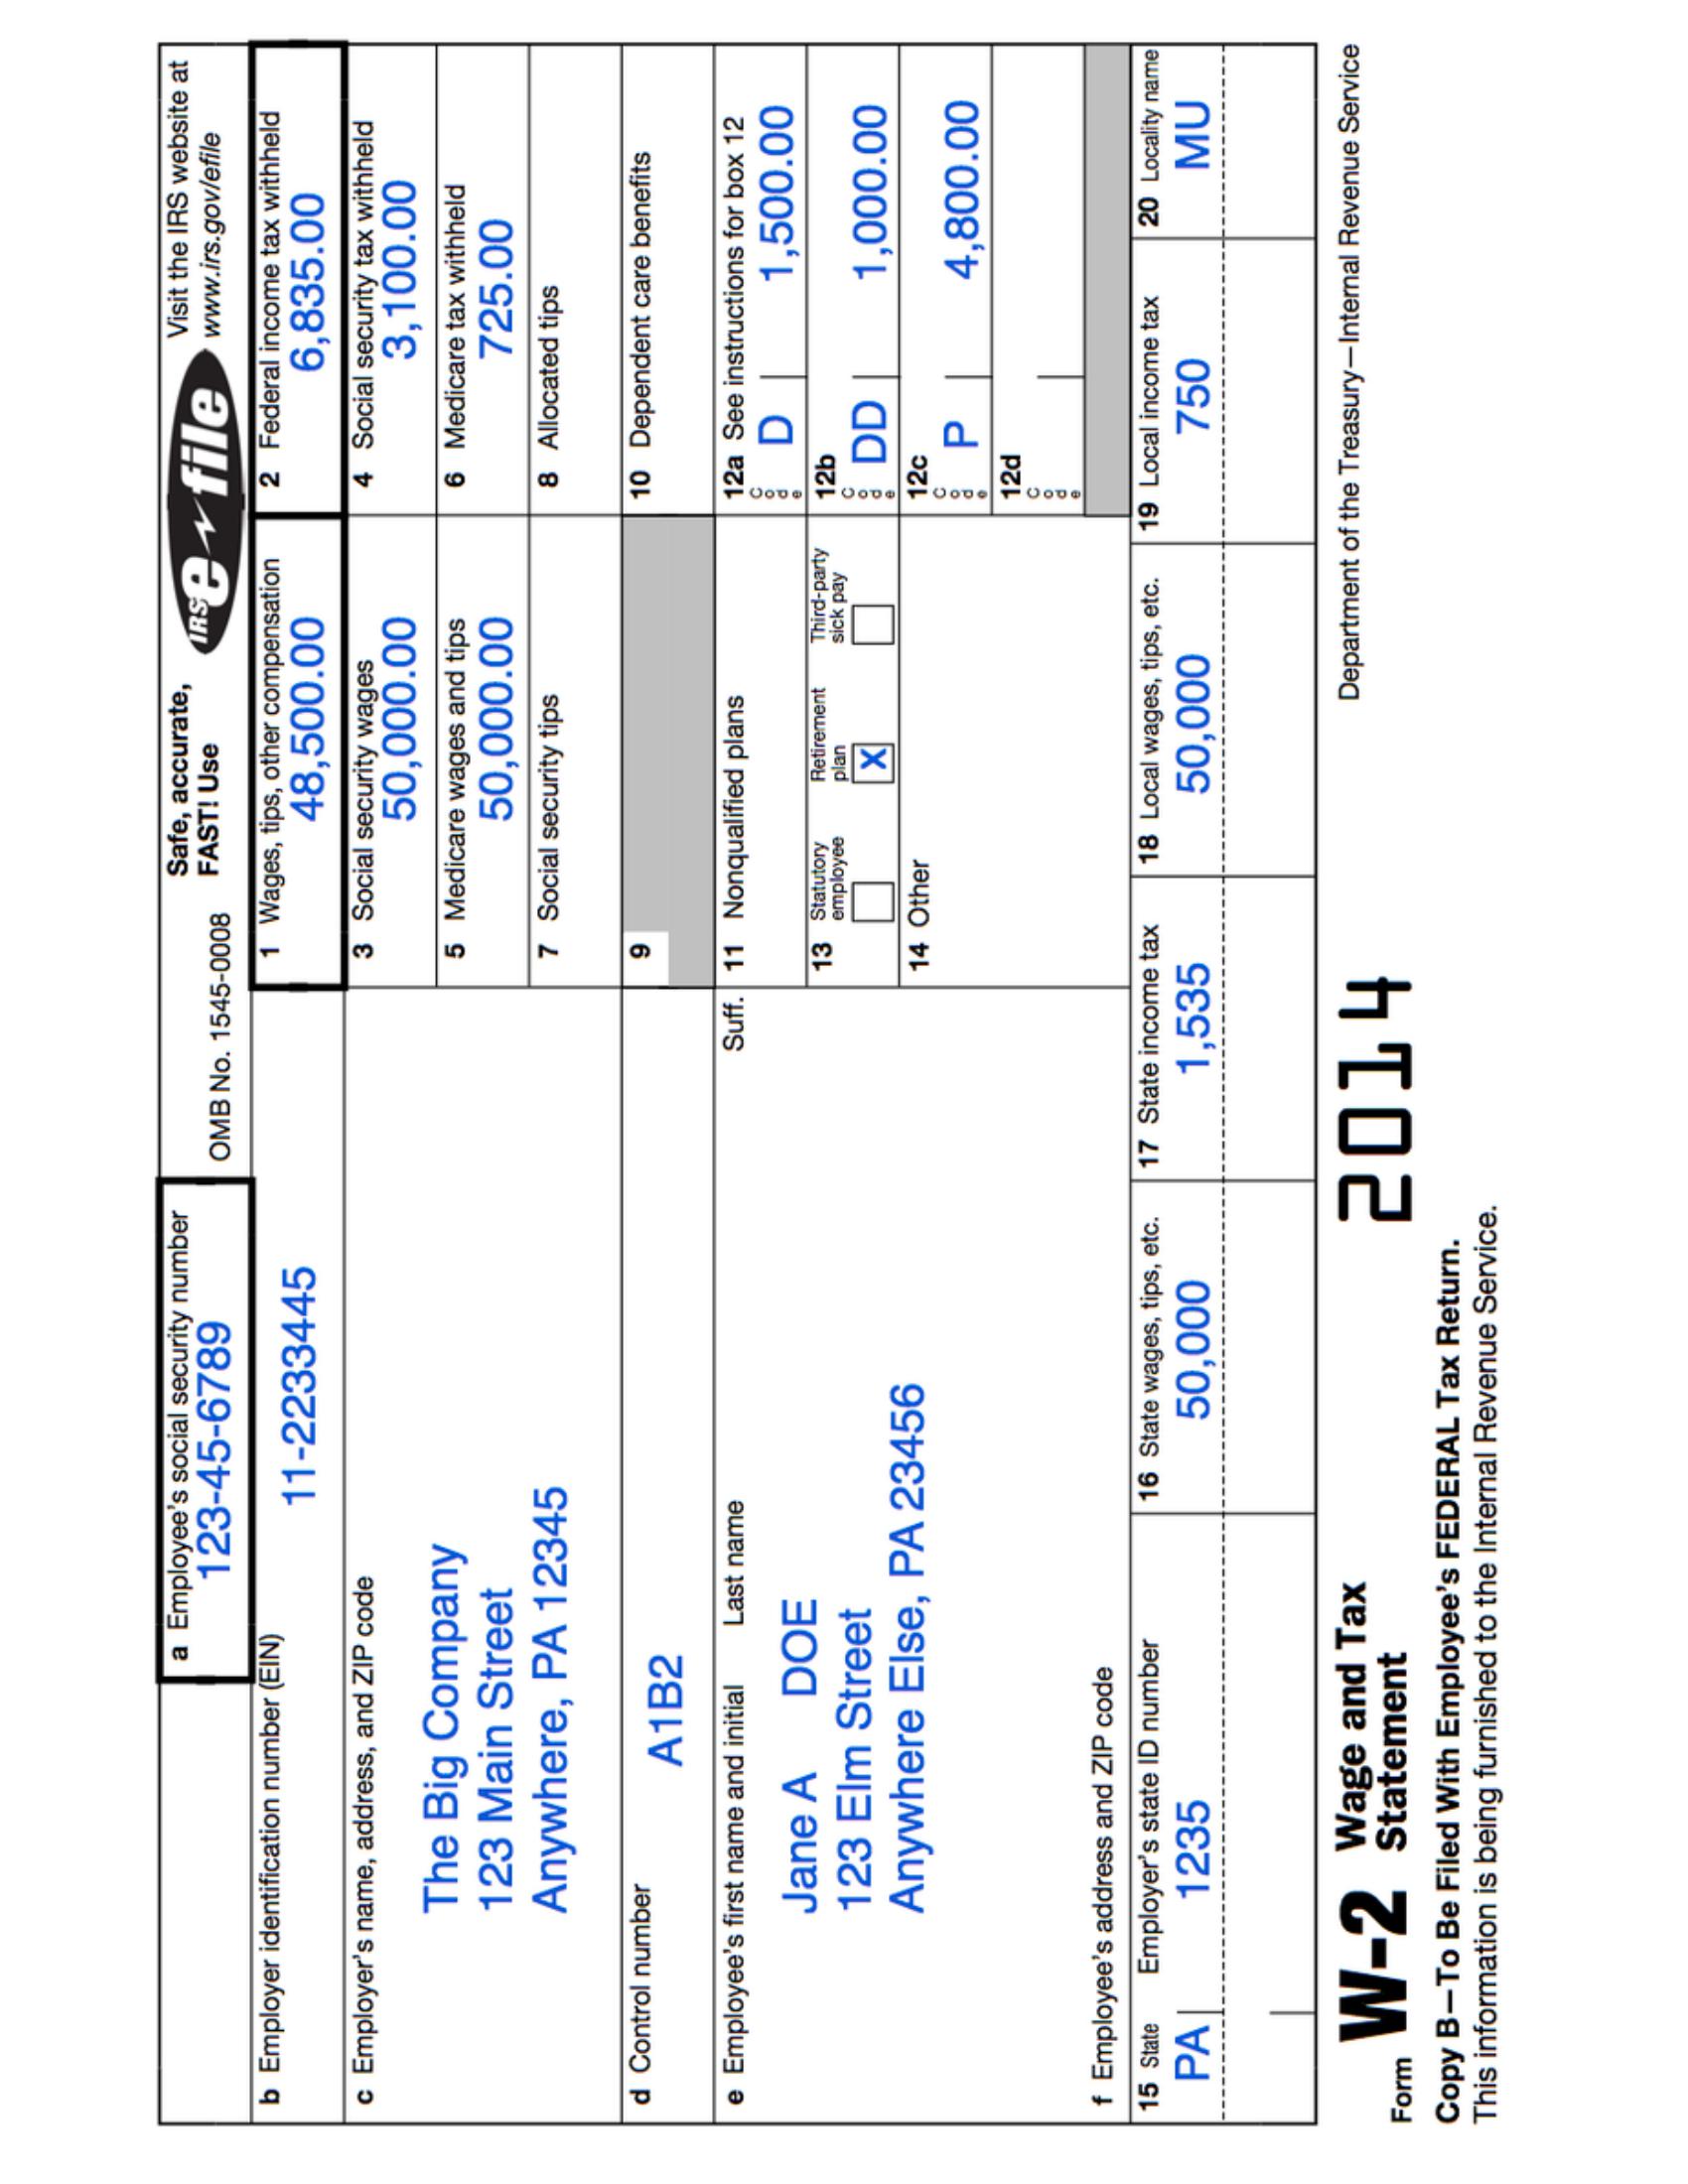 a Employee's social security number
123-45-6789
OMB No. 1545-0008
Safe, accurate,
FAST! Use
IRS e file
Visit the IRS website at
www.irs.gov/efile
b Employer identification number (EIN)
11-2233445
1 Wages, tips, other compensation
48,500.00
2 Federal income tax withheld
6,835.00
c Employer's name, address, and ZIP code
The Big Company
123 Main Street
Anywhere, PA 12345
3 Social security wages
50,000.00
4 Social security tax withheld
3,100.00
5 Medicare wages and tips
50,000.00
6 Medicare tax withheld
725.00
7 Social security tips
8 Allocated tips
d Control number
A1B2
9
10 Dependent care benefits
e Employee's first name and initial
Last name
Suff.
Jane A DOE
123 Elm Street
Anywhere Else, PA 23456
11 Nonqualified plans
12a See instructions for box 12
Code
D 1,500.00
13 Statutory employee
Retirement plan
X
Third-party sick pay
12b
Code
DD 1,000.00
14 Other
12c
Code
P 4,800.00
12d
Code
f Employee's address and ZIP code
15 State
PA
Employer's state ID number
1235
16 State wages, tips, etc.
50,000
17 State income tax
1,535
18 Local wages, tips, etc.
50,000
19 Local income tax
750
20 Locality name
MU
Form W-2 Wage and Tax Statement
2014
Department of the Treasury—Internal Revenue Service
Copy B—To Be Filed With Employee's FEDERAL Tax Return.
This information is being furnished to the Internal Revenue Service.